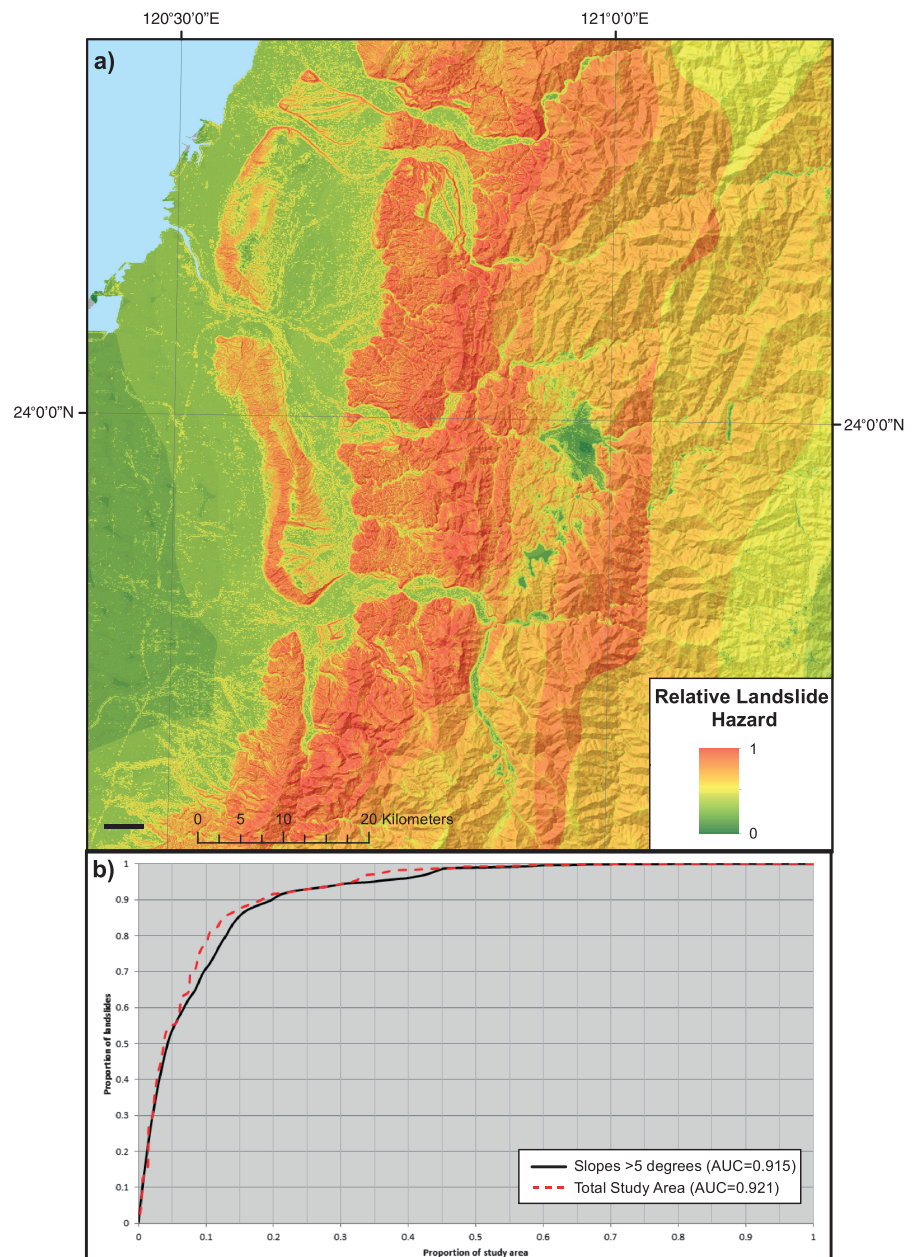 120°30'0"E 121°0'0"E
a)
24°0'0"N 24°0'0"N
Relative Landslide
Hazard
1
0
0 5 10 20 Kilometers
b)
1
0.9
0.8
0.7
0.6
0.5
0.4
0.3
0.2
0.1
0
Proportion of landslides
Slopes >5 degrees (AUC=0.915)
Total Study Area (AUC=0.921)
0 0.1 0.2 0.3 0.4 0.5 0.6 0.7 0.8 0.9 1
Proportion of study area